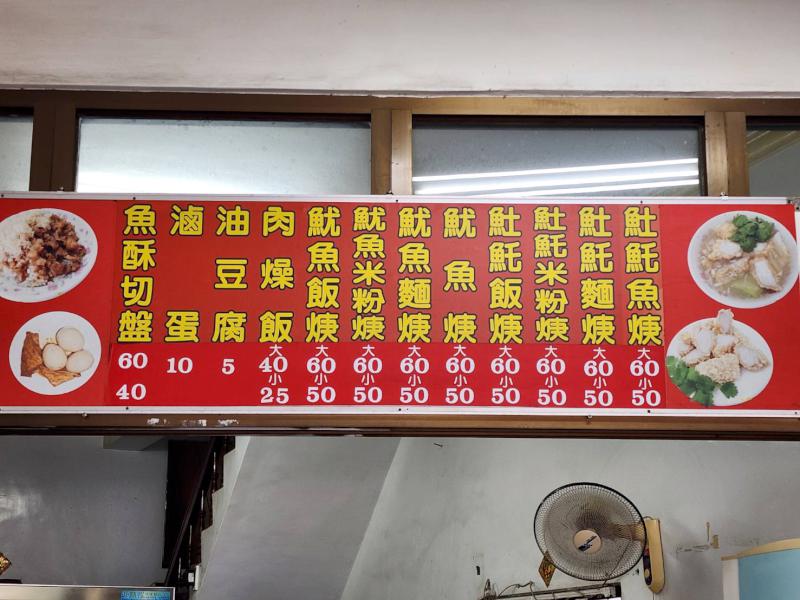 𩵚魠魚焿 大60小50
𩵚魠麵焿 大60小50
𩵚魠米粉焿 大60小50
𩵚魠飯焿 大60小50
魷魚焿 大60小50
魷魚麵焿 大60小50
魷魚米粉焿 大60小50
魷魚飯焿 大60小50
肉燥飯 大40小25
油豆腐 5
滷蛋 10
魚酥切盤 60 40